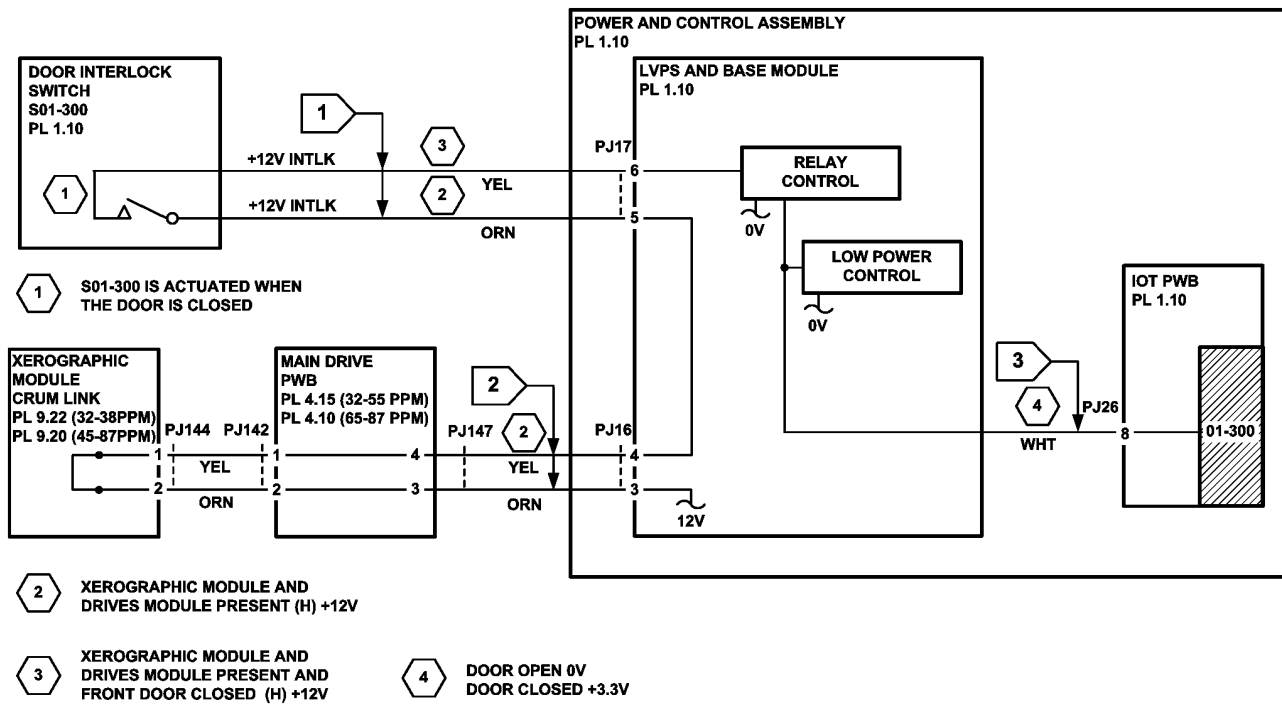 POWER AND CONTROL ASSEMBLY
PL 1.10
DOOR INTERLOCK
SWITCH
S01-300
PL 1.10
LVPS AND BASE MODULE
PL 1.10
1
3
PJ17
+12V INTLK
YEL
6
RELAY
CONTROL
1
2
+12V INTLK
ORN
5
0V
LOW POWER
CONTROL
0V
1
S01-300 IS ACTUATED WHEN
THE DOOR IS CLOSED
IOT PWB
PL 1.10
XEROGRAPHIC
MODULE
CRUM LINK
PL 9.22 (32-38PPM)
PL 9.20 (45-87PPM)
MAIN DRIVE
PWB
PL 4.15 (32-55 PPM)
PL 4.10 (65-87 PPM)
2
3
4
PJ26
8
01-300
WHT
PJ144
PJ142
PJ147
2
PJ16
1
YEL
1
4
YEL
4
2
ORN
2
3
ORN
3
12V
2
XEROGRAPHIC MODULE AND
DRIVES MODULE PRESENT (H) +12V
3
XEROGRAPHIC MODULE AND
DRIVES MODULE PRESENT AND
FRONT DOOR CLOSED (H) +12V
4
DOOR OPEN 0V
DOOR CLOSED +3.3V